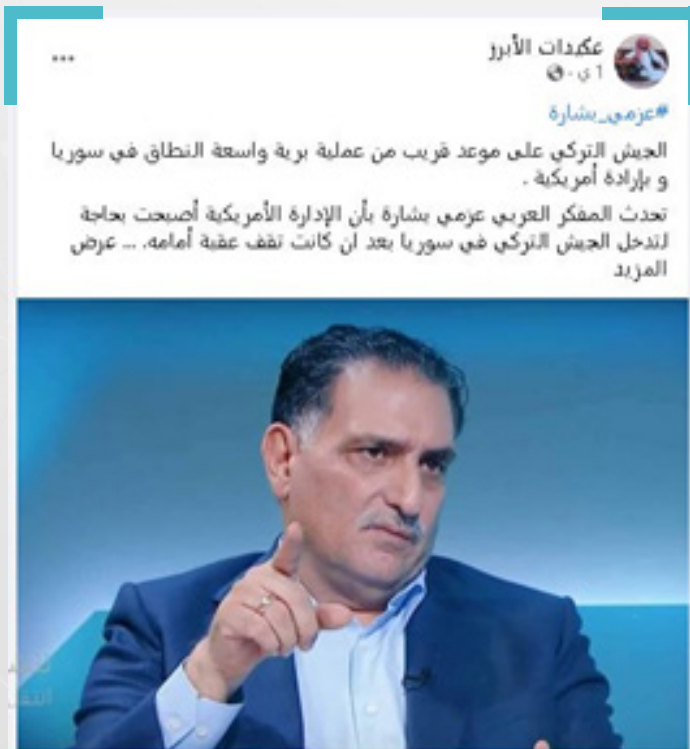 عكيدات الأبرز
1 ي ·
#عزمي_بشارة
الجيش التركي على موعد قريب من عملية برية واسعة النطاق في سوريا
و بإرادة أمريكية .
تحدث المفكر العربي عزمي بشارة بأن الإدارة الأمريكية أصبحت بحاجة
لتدخل الجيش التركي في سوريا بعد ان كانت تقف عقبة أمامه. ... عرض
المزيد